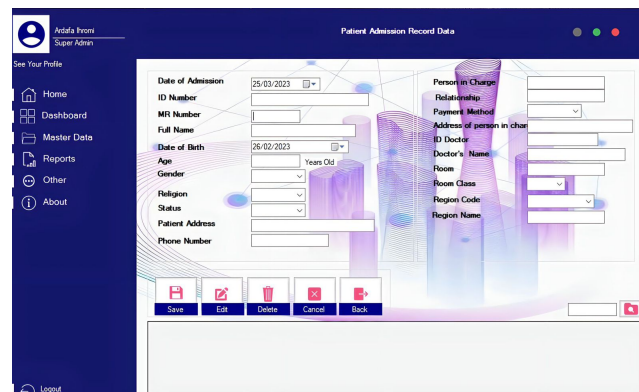 Ardafa Ihromi
Super Admin
Patient Admission Record Data
See Your Profile
Home
Dashboard
Master Data
Reports
Other
About
Logout
Date of Admission 25/03/2023
ID Number
MR Number
Full Name
Date of Birth 26/02/2023
Age Years Old
Gender
Religion
Status
Patient Address
Phone Number
Person in Charge
Relationship
Payment Method
Address of person in char
ID Doctor
Doctor's Name
Room
Room Class
Region Code
Region Name
Save Edit Delete Cancel Back